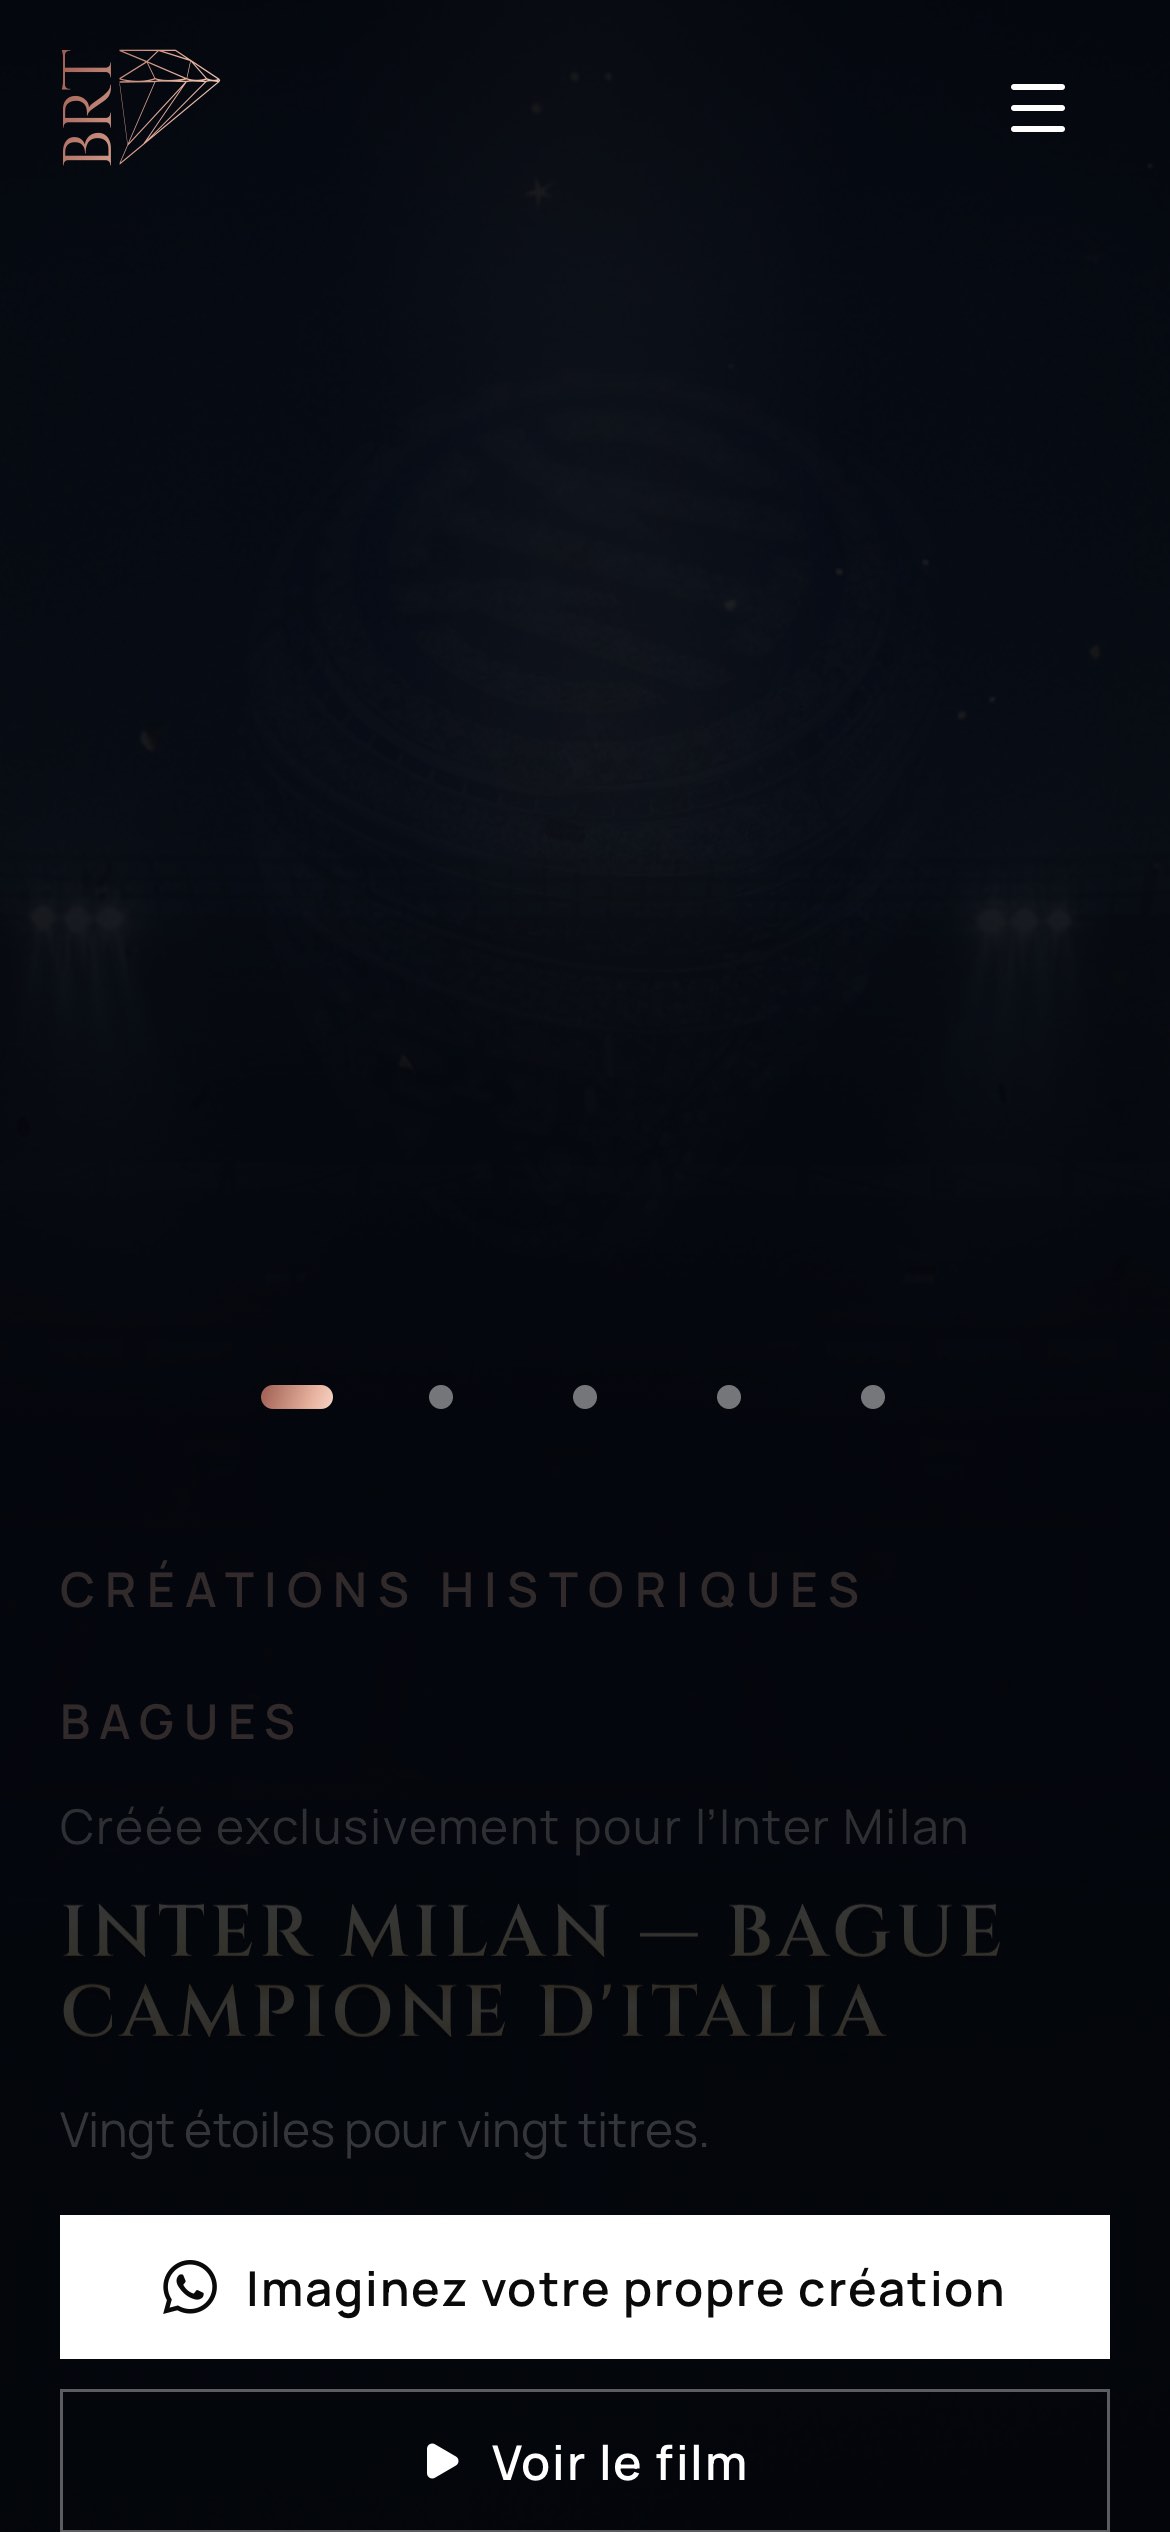 BRT
CRÉATIONS HISTORIQUES
BAGUES
Créée exclusivement pour l’Inter Milan
INTER MILAN — BAGUE
CAMPIONE D'ITALIA
Vingt étoiles pour vingt titres.
Imaginez votre propre création
Voir le film